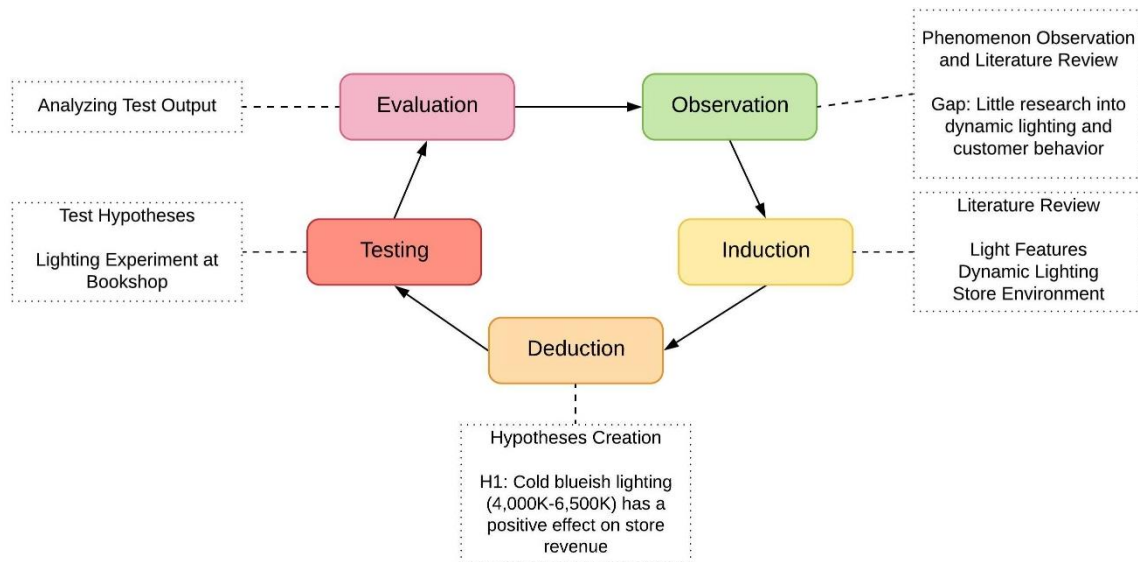 Phenomenon Observation
and Literature Review
Gap: Little research into
dynamic lighting and
customer behavior
Analyzing Test Output
Evaluation
Observation
Test Hypotheses
Lighting Experiment at
Bookshop
Testing
Induction
Literature Review
Light Features
Dynamic Lighting
Store Environment
Deduction
Hypotheses Creation
H1: Cold blueish lighting
(4,000K-6,500K) has a
positive effect on store
revenue